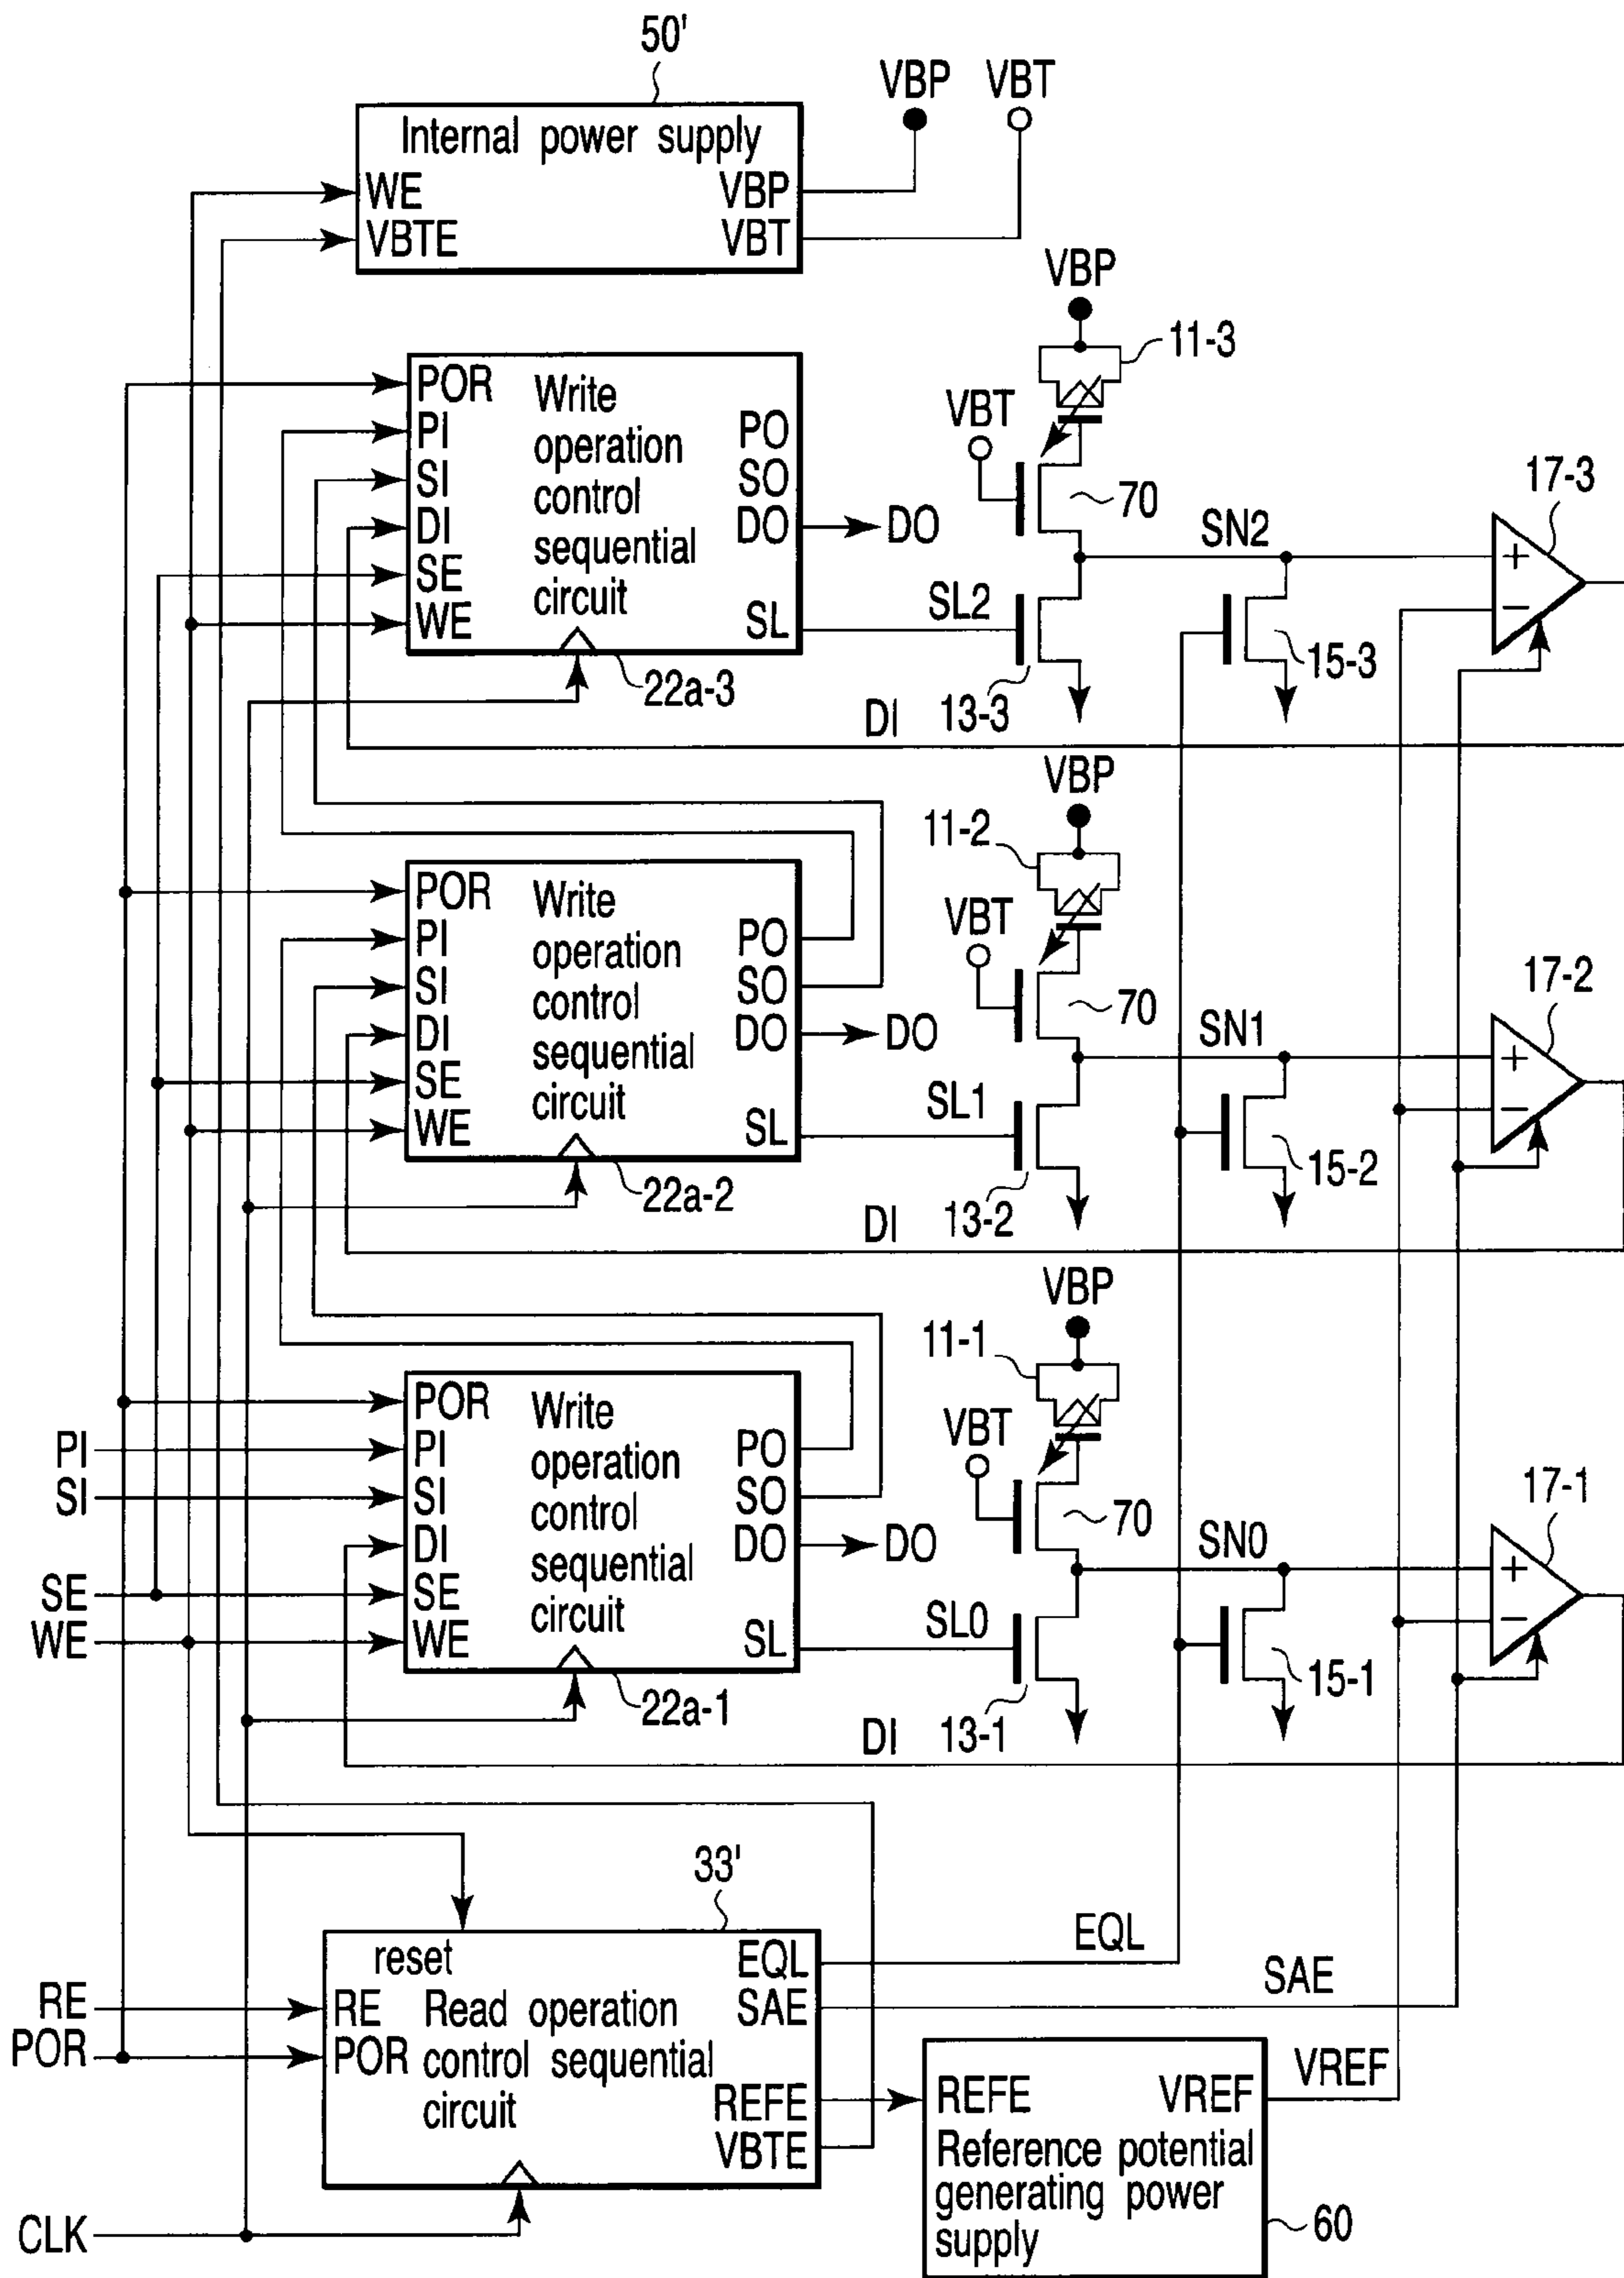 50'
VBP VBT
Internal power supply
WE VBP
VBTE VBT
VBP
11-3
POR Write
PI operation PO
SI control SO
DI sequential DO DO
SE circuit
WE SL
VBT
70
SN2
17-3
+
−
SL2
15-3
22a-3
13-3
DI
VBP
11-2
POR Write
PI operation PO
SI control SO
DI sequential DO DO
SE circuit
WE SL
VBT
70
SN1
17-2
+
−
SL1
15-2
22a-2
13-2
DI
VBP
11-1
POR Write
PI PI operation PO
SI SI control SO
DI sequential DO DO
SE SE circuit
WE WE SL
VBT
70
SN0
17-1
+
−
SL0
15-1
22a-1
13-1
DI
33'
reset EQL EQL
RE RE Read operation SAE SAE
POR POR control sequential
circuit REFE
VBTE
REFE VREF VREF
Reference potential
generating power
supply
60
CLK